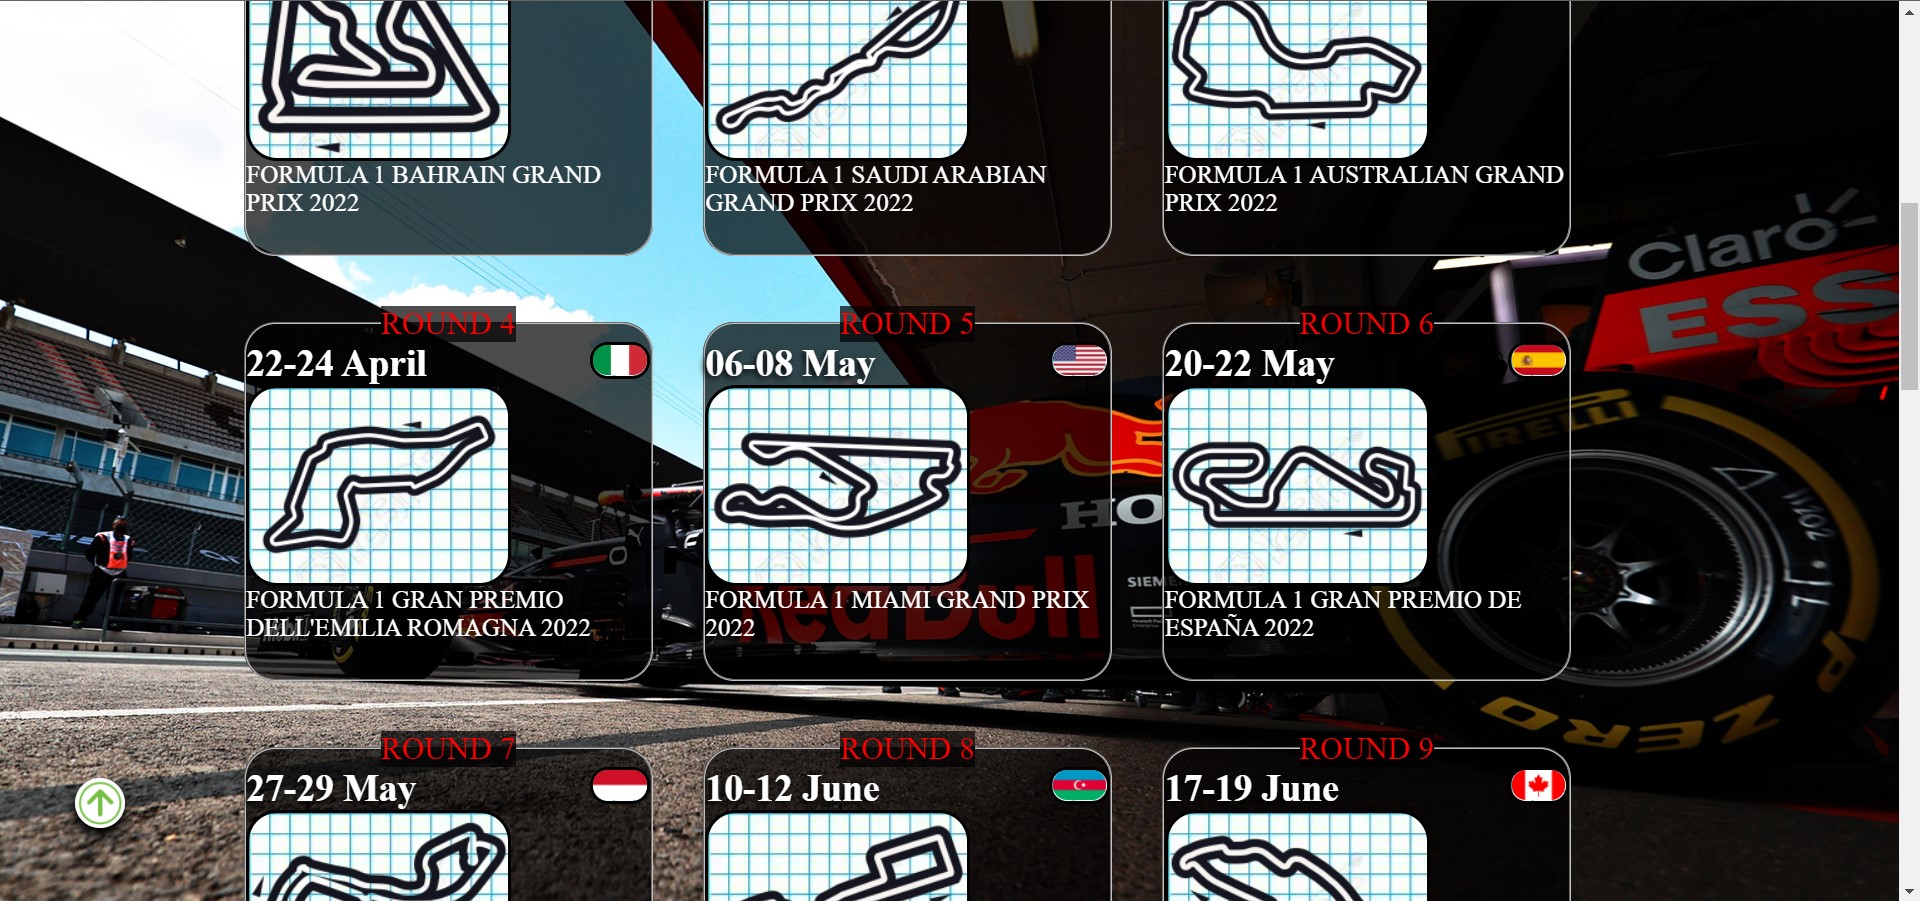 FORMULA 1 BAHRAIN GRAND
PRIX 2022
FORMULA 1 SAUDI ARABIAN
GRAND PRIX 2022
FORMULA 1 AUSTRALIAN GRAND
PRIX 2022
Claro
ESS
ROUND 4
22-24 April
FORMULA 1 GRAN PREMIO
DELL'EMILIA ROMAGNA 2022
ROUND 5
06-08 May
FORMULA 1 MIAMI GRAND PRIX
2022
ROUND 6
20-22 May
FORMULA 1 GRAN PREMIO DE
ESPAÑA 2022
HO
Red Bull
SIEME
PIRELLI
P ZERO
ROUND 7
27-29 May
ROUND 8
10-12 June
ROUND 9
17-19 June